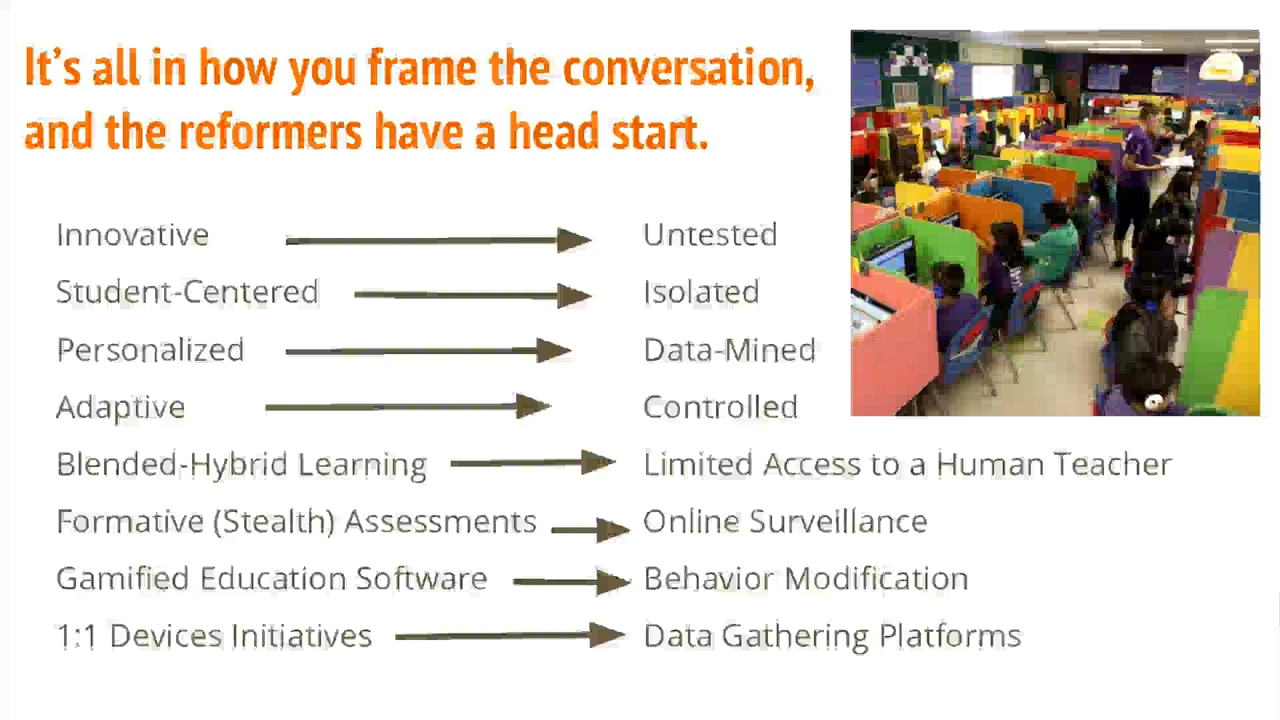 It's all in how you frame the conversation,
and the reformers have a head start.
Innovative Untested
Student-Centered Isolated
Personalized Data-Mined
Adaptive Controlled
Blended-Hybrid Learning Limited Access to a Human Teacher
Formative (Stealth) Assessments Online Surveillance
Gamified Education Software Behavior Modification
1:1 Devices Initiatives Data Gathering Platforms